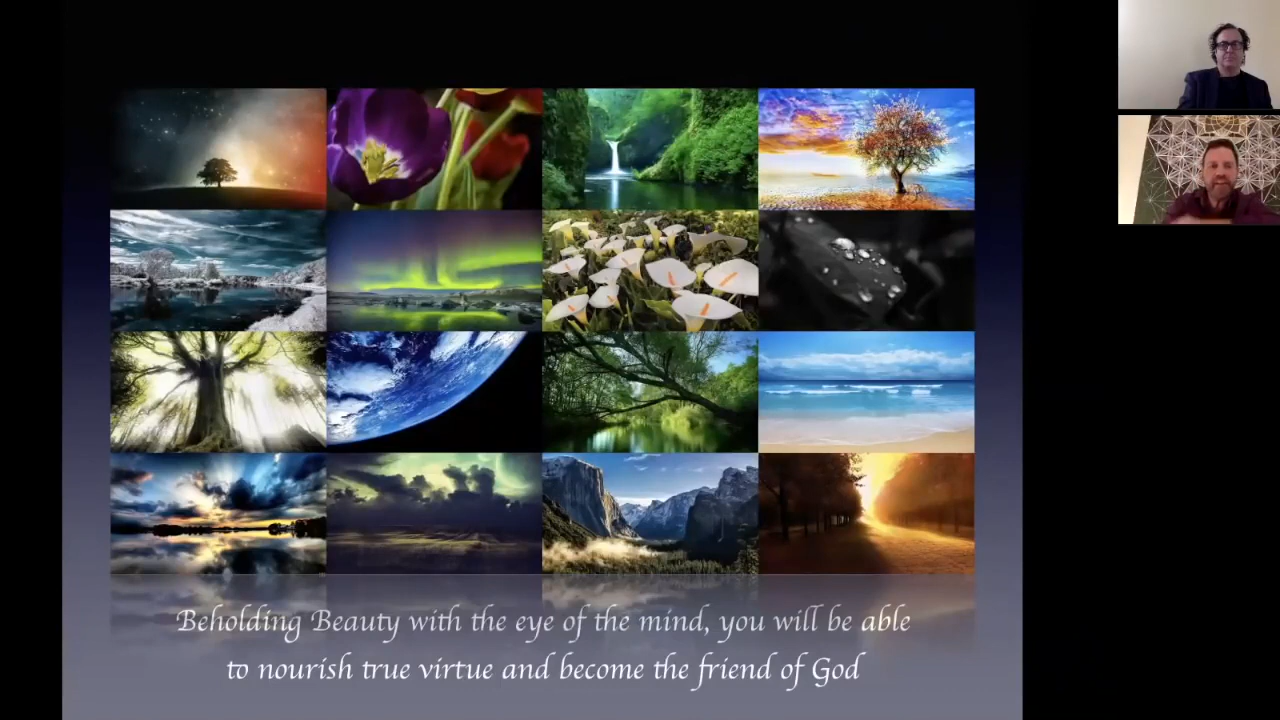 Beholding Beauty with the eye of the mind, you will be able
to nourish true virtue and become the friend of God